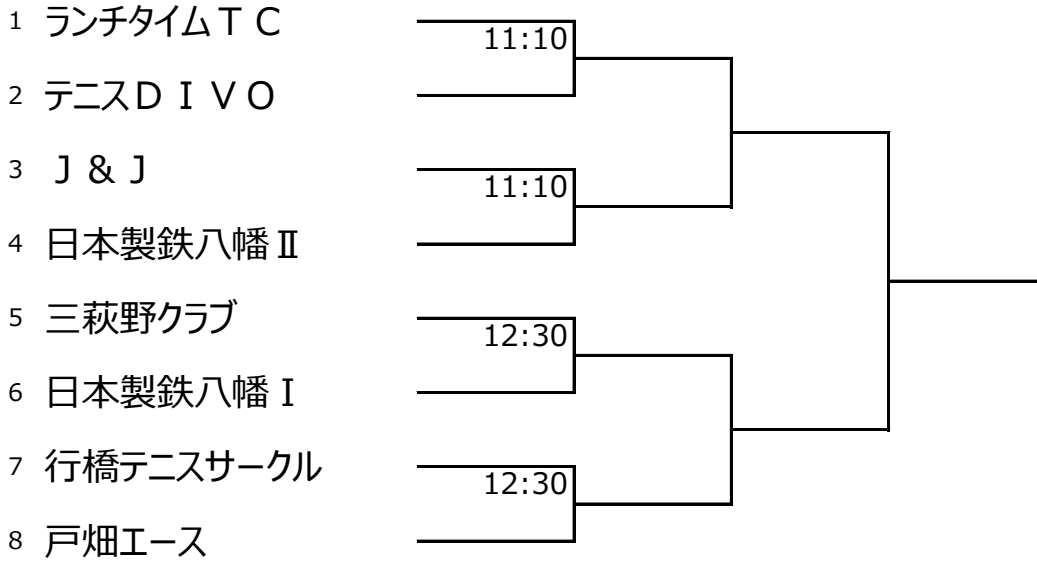 1 ランチタイムＴＣ
11:10
2 テニスＤＩＶＯ
3 Ｊ＆Ｊ
11:10
4 日本製鉄八幡Ⅱ
5 三萩野クラブ
12:30
6 日本製鉄八幡Ⅰ
7 行橋テニスサークル
12:30
8 戸畑エース